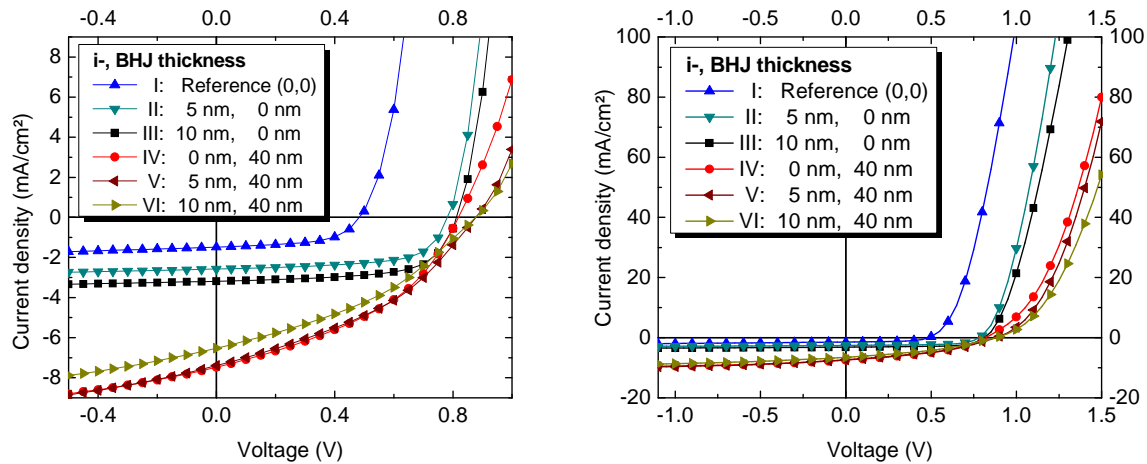 -0.4 0.0 0.4 0.8
8
6
4
2
0
-2
-4
-6
-8
Current density (mA/cm²)
i-, BHJ thickness
I: Reference (0,0)
II: 5 nm, 0 nm
III: 10 nm, 0 nm
IV: 0 nm, 40 nm
V: 5 nm, 40 nm
VI: 10 nm, 40 nm
-0.4 0.0 0.4 0.8
Voltage (V)
-1.0 -0.5 0.0 0.5 1.0 1.5
100 100
80 80
60 60
40 40
20 20
0 0
-20 -20
Current density (mA/cm²)
i-, BHJ thickness
I: Reference (0,0)
II: 5 nm, 0 nm
III: 10 nm, 0 nm
IV: 0 nm, 40 nm
V: 5 nm, 40 nm
VI: 10 nm, 40 nm
-1.0 -0.5 0.0 0.5 1.0 1.5
Voltage (V)